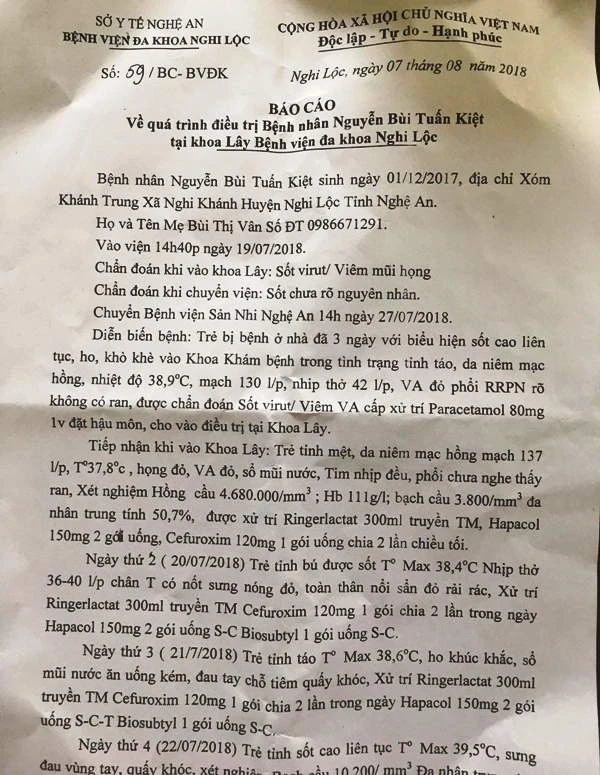 SỞ Y TẾ NGHỆ AN
BỆNH VIỆN ĐA KHOA NGHI LỘC
CỘNG HÒA XÃ HỘI CHỦ NGHĨA VIỆT NAM
Độc lập - Tự do - Hạnh phúc
Số: 59/BC- BVĐK
Nghi Lộc, ngày 07 tháng 08 năm 2018
BÁO CÁO
Về quá trình điều trị Bệnh nhân Nguyễn Bùi Tuấn Kiệt
tại khoa Lây Bệnh viện đa khoa Nghi Lộc
Bệnh nhân Nguyễn Bùi Tuấn Kiệt sinh ngày 01/12/2017, địa chỉ Xóm
Khánh Trung Xã Nghi Khánh Huyện Nghi Lộc Tỉnh Nghệ An.
Họ và Tên Mẹ Bùi Thị Vân Số ĐT 0986671291.
Vào viện 14h40p ngày 19/07/2018.
Chẩn đoán khi vào khoa Lây: Sốt virut/ Viêm mũi họng
Chẩn đoán khi chuyển viện: Sốt chưa rõ nguyên nhân.
Chuyển Bệnh viện Sản Nhi Nghệ An 14h ngày 27/07/2018.
Diễn biến bệnh: Trẻ bị bệnh ở nhà đã 3 ngày với biểu hiện sốt cao liên
tục, ho, khò khè vào Khoa Khám bệnh trong tình trạng tỉnh táo, da niêm mạc
hồng, nhiệt độ 38,9°C, mạch 130 l/p, nhịp thở 42 l/p, VA đỏ phổi RRPN rõ
không có ran, được chẩn đoán Sốt virut/ Viêm VA cấp xử trí Paracetamol 80mg
1v đặt hậu môn, cho vào điều trị tại Khoa Lây.
Tiếp nhận khi vào Khoa Lây: Trẻ tỉnh mệt, da niêm mạc hồng mạch 137
l/p, T°37,8°c , họng đỏ, VA đỏ, sổ mũi nước, Tim nhịp đều, phổi chưa nghe thấy
ran, Xét nghiệm Hồng cầu 4.680.000/mm³ ; Hb 111g/l; bạch cầu 3.800/mm³ đa
nhân trung tính 50,7%, được xử trí Ringerlactat 300ml truyền TM, Hapacol
150mg 2 gói uống, Cefuroxim 120mg 1 gói uống chia 2 lần chiều tối.
Ngày thứ 2 ( 20/07/2018) Trẻ tỉnh bú được sốt T° Max 38,4°C Nhịp thở
36-40 l/p chân T có nốt sưng nóng đỏ, toàn thân nổi sẩn đỏ rải rác, Xử trí
Ringerlactat 300ml truyền TM Cefuroxim 120mg 1 gói chia 2 lần trong ngày
Hapacol 150mg 2 gói uống S-C Biosubtyl 1 gói uống S-C.
Ngày thứ 3 ( 21/7/2018) Trẻ tỉnh táo T° Max 38,6°C, ho khúc khắc, sổ
mũi nước ăn uống kém, đau tay chỗ tiêm quấy khóc, Xử trí Ringerlactat 300ml
truyền TM Cefuroxim 120mg 1 gói chia 2 lần trong ngày Hapacol 150mg 2 gói
uống S-C-T Biosubtyl 1 gói uống S-C.
Ngày thứ 4 (22/07/2018) Trẻ tỉnh sốt cao liên tục T° Max 39,5°C, sưng
đau vùng tay, quấy khóc, xét nghiệm Bạch cầu 10.200/ mm³ Đa nhân